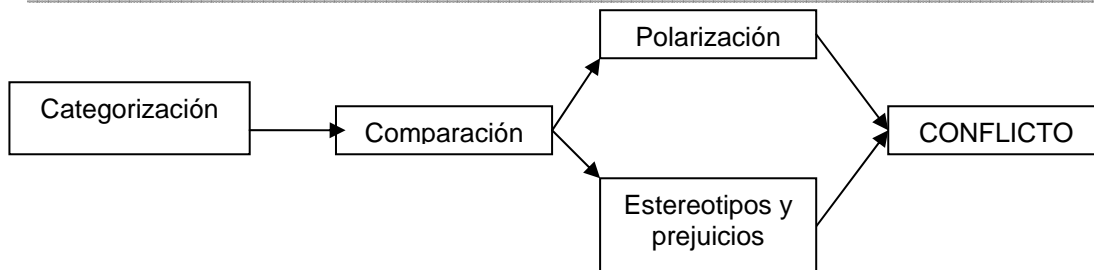 Categorización
Comparación
Polarización
Estereotipos y
prejuicios
CONFLICTO